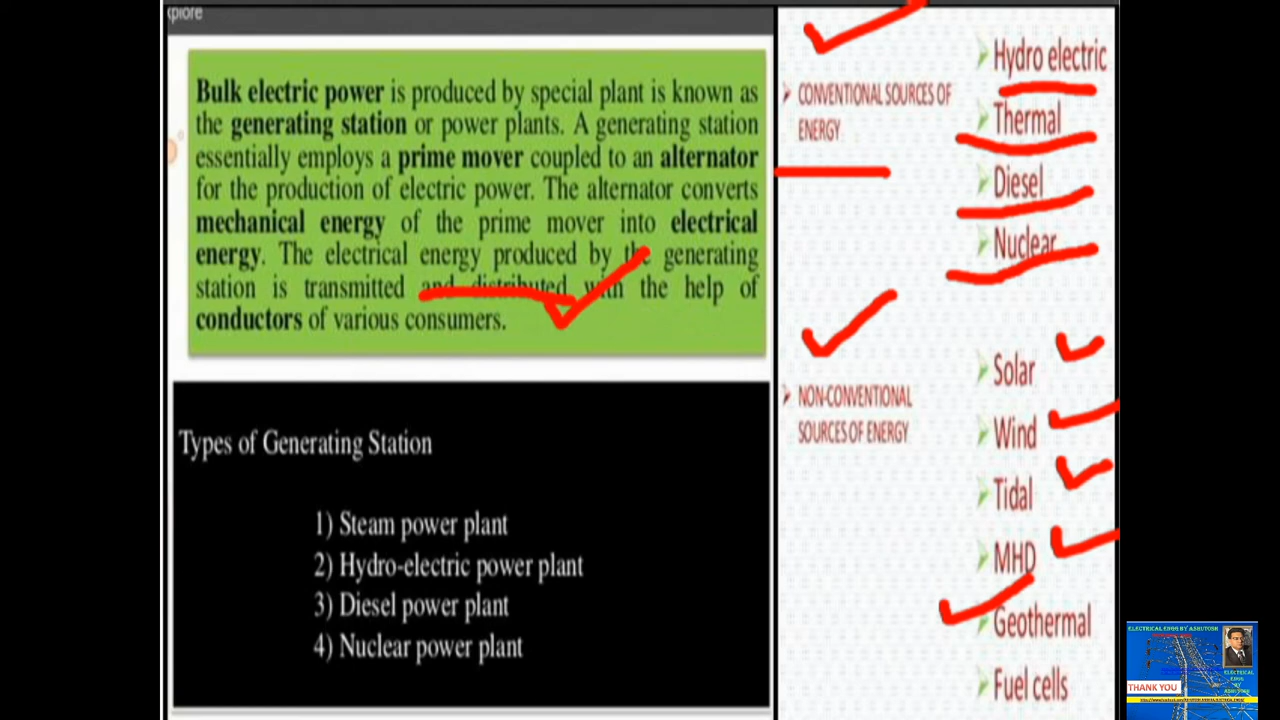 xplore
Bulk electric power is produced by special plant is known as
the generating station or power plants. A generating station
essentially employs a prime mover coupled to an alternator
for the production of electric power. The alternator converts
mechanical energy of the prime mover into electrical
energy. The electrical energy produced by the generating
station is transmitted and distributed with the help of
conductors of various consumers.
Types of Generating Station
1) Steam power plant
2) Hydro-electric power plant
3) Diesel power plant
4) Nuclear power plant
CONVENTIONAL SOURCES OF
ENERGY
Hydro electric
Thermal
Diesel
Nuclear
NON-CONVENTIONAL
SOURCES OF ENERGY
Solar
Wind
Tidal
MHD
Geothermal
Fuel cells
ELECTRICAL ENGG BY ASHUTOSH
ELECTRICAL
ENGG
BY
ASHUTOSH
THANK YOU